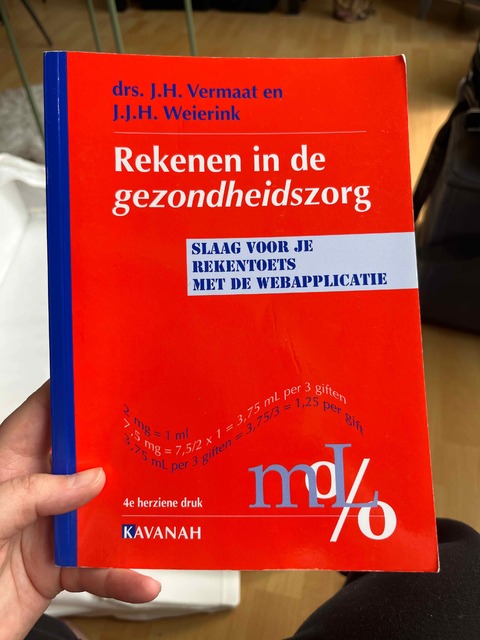 drs. J.H. Vermaat en
J.J.H. Weierink
Rekenen in de
gezondheidszorg
SLAAG VOOR JE
REKENTOETS
MET DE WEBAPPLICATIE
2 mg = 1 ml
7,5 mg = 7,5/2 x 1 = 3,75 mL per 3 giften
3,75 mL per 3 giften = 3,75/3 = 1,25 per gift
mL
%
4e herziene druk
KAVANAH